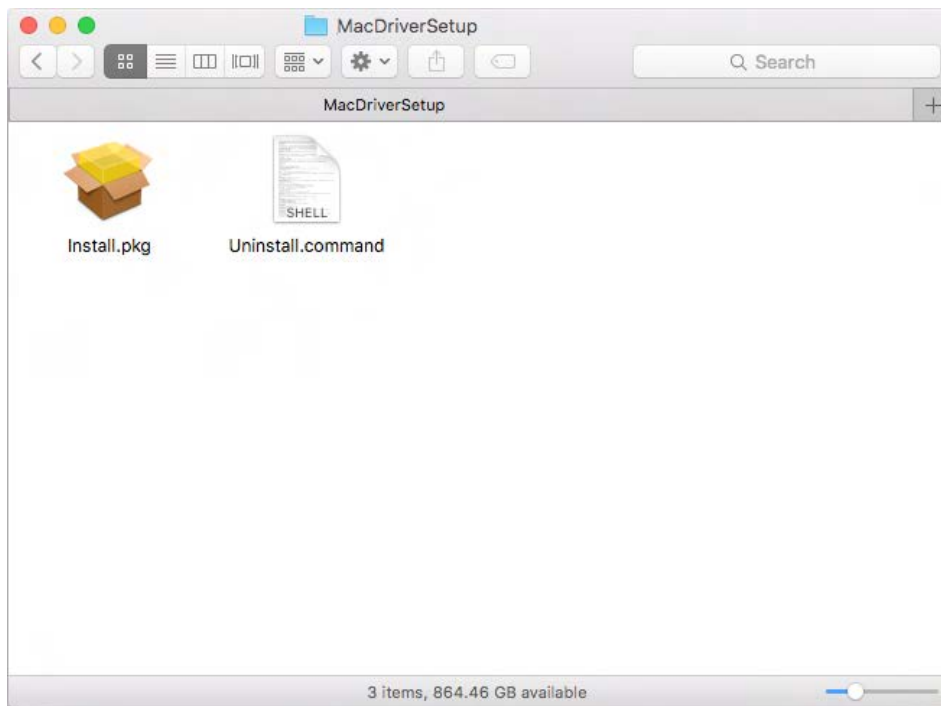 MacDriverSetup
Search
MacDriverSetup
SHELL
Install.pkg
Uninstall.command
3 items, 864.46 GB available